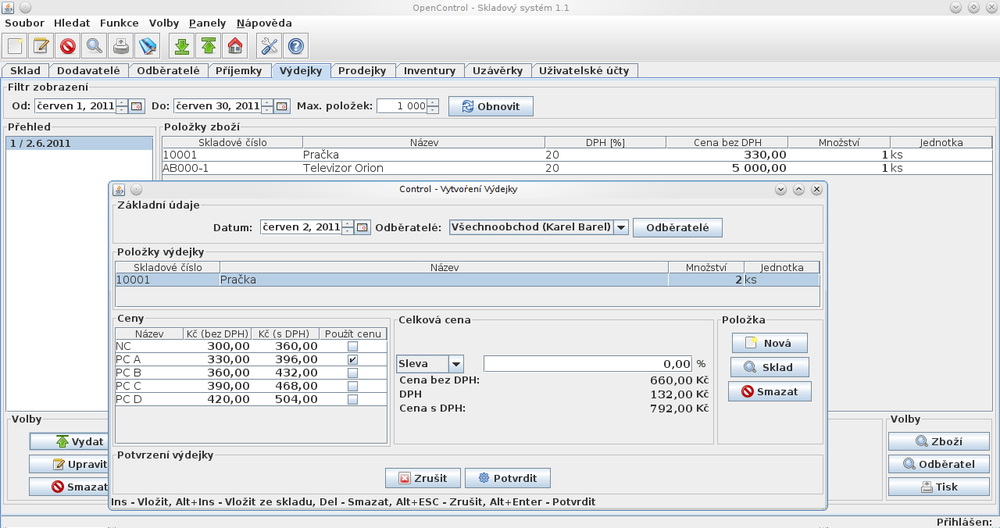 OpenControl - Skladový systém 1.1
Soubor Hledat Funkce Volby Panely Nápověda
Sklad Dodavatelé Odběratelé Příjemky Výdejky Prodejky Inventury Uzávěrky Uživatelské účty
Filtr zobrazení
Od: červen 1, 2011 Do: červen 30, 2011 Max. položek: 1 000 Obnovit
Přehled
1 / 2.6.2011
Položky zboží
Skladové číslo Název DPH [%] Cena bez DPH Množství Jednotka
10001 Pračka 20 330,00 1 ks
AB000-1 Televizor Orion 20 5 000,00 1 ks
Control - Vytvoření Výdejky
Základní údaje
Datum: červen 2, 2011 Odběratelé: Všechnoobchod (Karel Barel) Odběratelé
Položky výdejky
Skladové číslo Název Množství Jednotka
10001 Pračka 2 ks
Ceny
Název Kč (bez DPH) Kč (s DPH) Použít cenu
NC 300,00 360,00
PC A 330,00 396,00
PC B 360,00 432,00
PC C 390,00 468,00
PC D 420,00 504,00
Celková cena
Sleva 0,00 %
Cena bez DPH: 660,00 Kč
DPH 132,00 Kč
Cena s DPH: 792,00 Kč
Položka
Nová
Sklad
Smazat
Potvrzení výdejky
Zrušit Potvrdit
Ins - Vložit, Alt+Ins - Vložit ze skladu, Del - Smazat, Alt+ESC - Zrušit, Alt+Enter - Potvrdit
Volby
Vydat
Upravit
Smazat
Volby
Zboží
Odběratel
Tisk
Přihlášen: